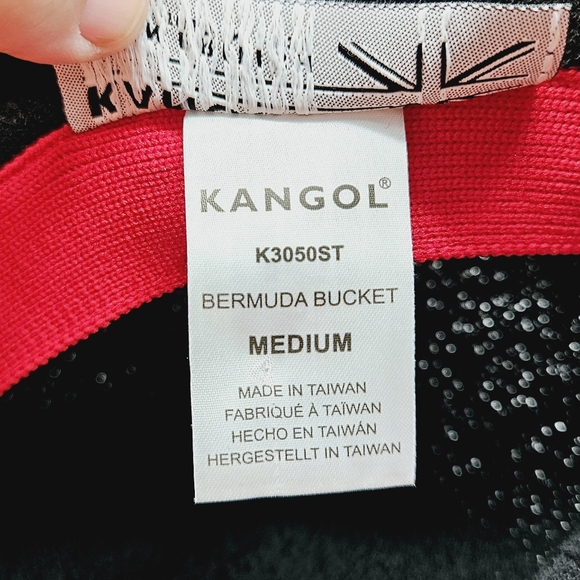 KANGOL®
K3050ST
BERMUDA BUCKET
MEDIUM
MADE IN TAIWAN
FABRIQUÉ À TAÏWAN
HECHO EN TAIWÁN
HERGESTELLT IN TAIWAN